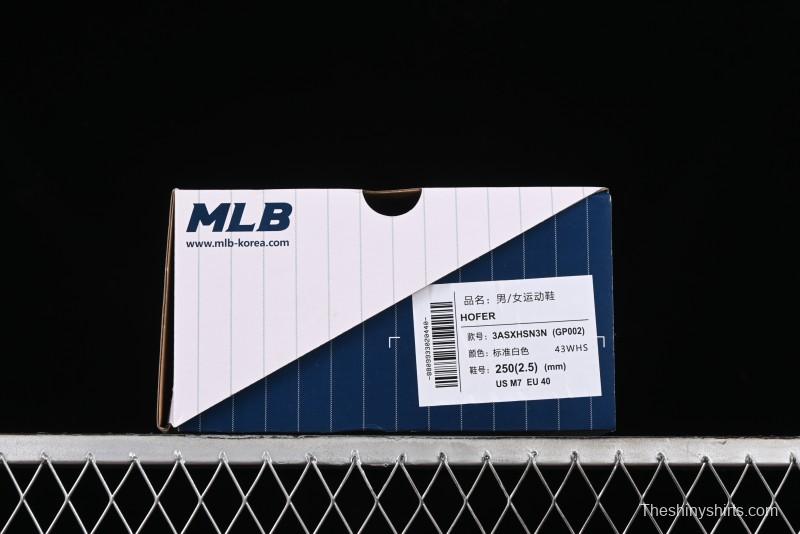 MLB
www.mlb-korea.com
品名：男/女运动鞋
HOFER
款号：3ASXHSN3N (GP002)
颜色：标准白色 43WHS
鞋号：250(2.5) (mm)
US M7 EU 40
Theshinyshirts.com